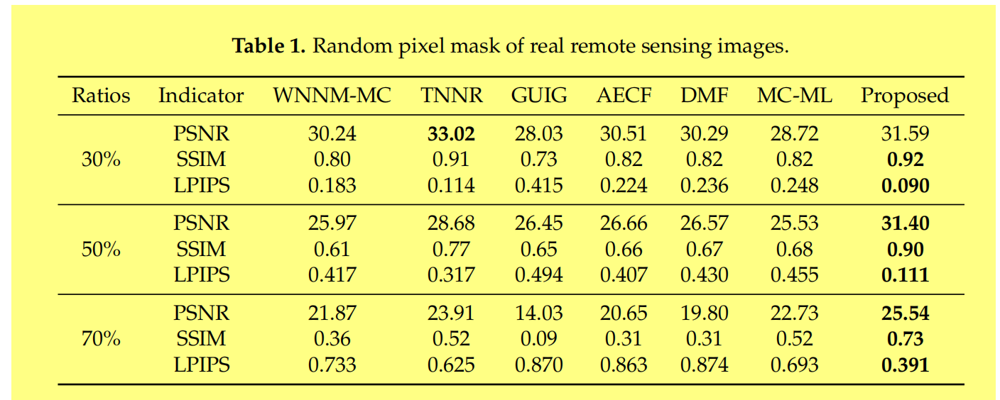 Table 1. Random pixel mask of real remote sensing images.
Ratios Indicator WNNM-MC TNNR GUIG AECF DMF MC-ML Proposed
PSNR 30.24 33.02 28.03 30.51 30.29 28.72 31.59
30% SSIM 0.80 0.91 0.73 0.82 0.82 0.82 0.92
LPIPS 0.183 0.114 0.415 0.224 0.236 0.248 0.090
PSNR 25.97 28.68 26.45 26.66 26.57 25.53 31.40
50% SSIM 0.61 0.77 0.65 0.66 0.67 0.68 0.90
LPIPS 0.417 0.317 0.494 0.407 0.430 0.455 0.111
PSNR 21.87 23.91 14.03 20.65 19.80 22.73 25.54
70% SSIM 0.36 0.52 0.09 0.31 0.31 0.52 0.73
LPIPS 0.733 0.625 0.870 0.863 0.874 0.693 0.391